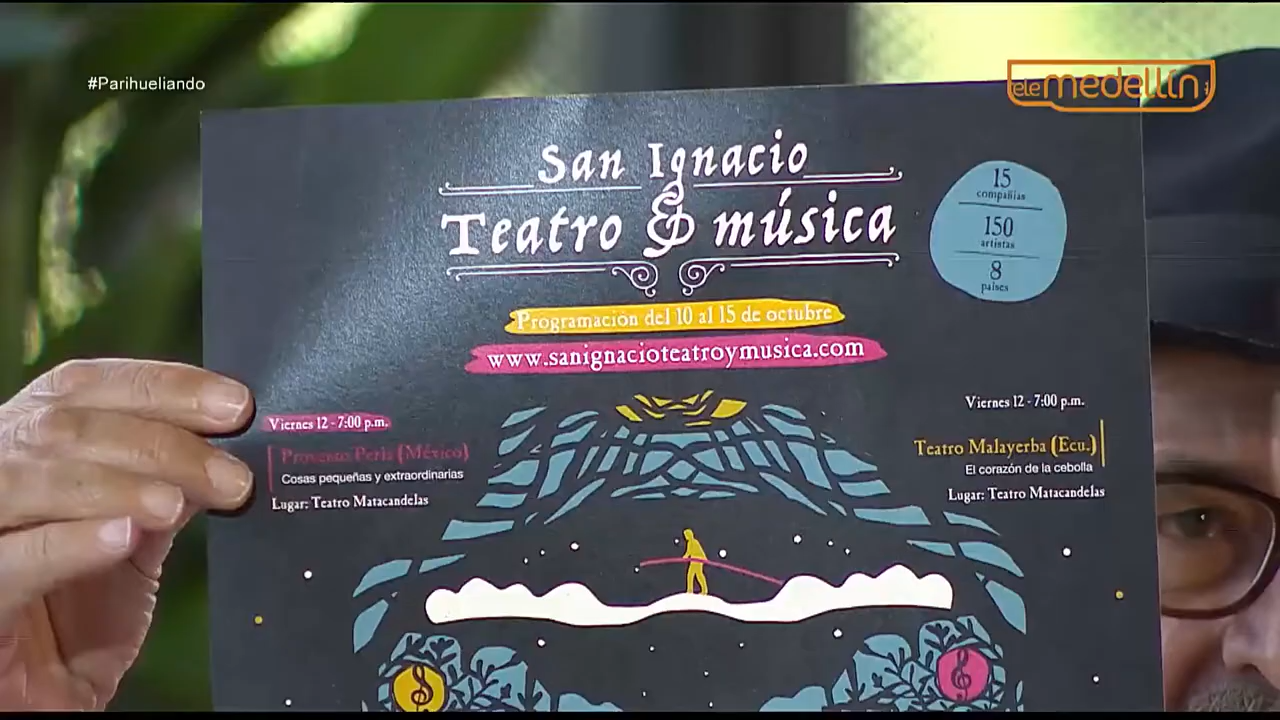 #Parihueliando
ele medellín
San Ignacio
Teatro & música
15
compañías
150
artistas
8
países
Programación del 10 al 15 de octubre
www.sanignacioteatroymusica.com
Viernes 12 - 7:00 p.m.
Proyecto Perla (México)
Cosas pequeñas y extraordinarias
Lugar: Teatro Matacandelas
Viernes 12 - 7:00 p.m.
Teatro Malayerba (Ecu.)
El corazón de la cebolla
Lugar: Teatro Matacandelas